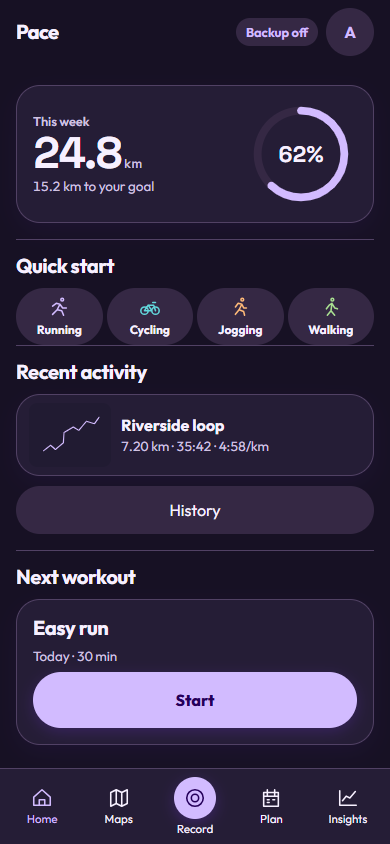 Pace
Backup off
A
This week
24.8 km
15.2 km to your goal
62%
Quick start
Running
Cycling
Jogging
Walking
Recent activity
Riverside loop
7.20 km · 35:42 · 4:58/km
History
Next workout
Easy run
Today · 30 min
Start
Home
Maps
Record
Plan
Insights